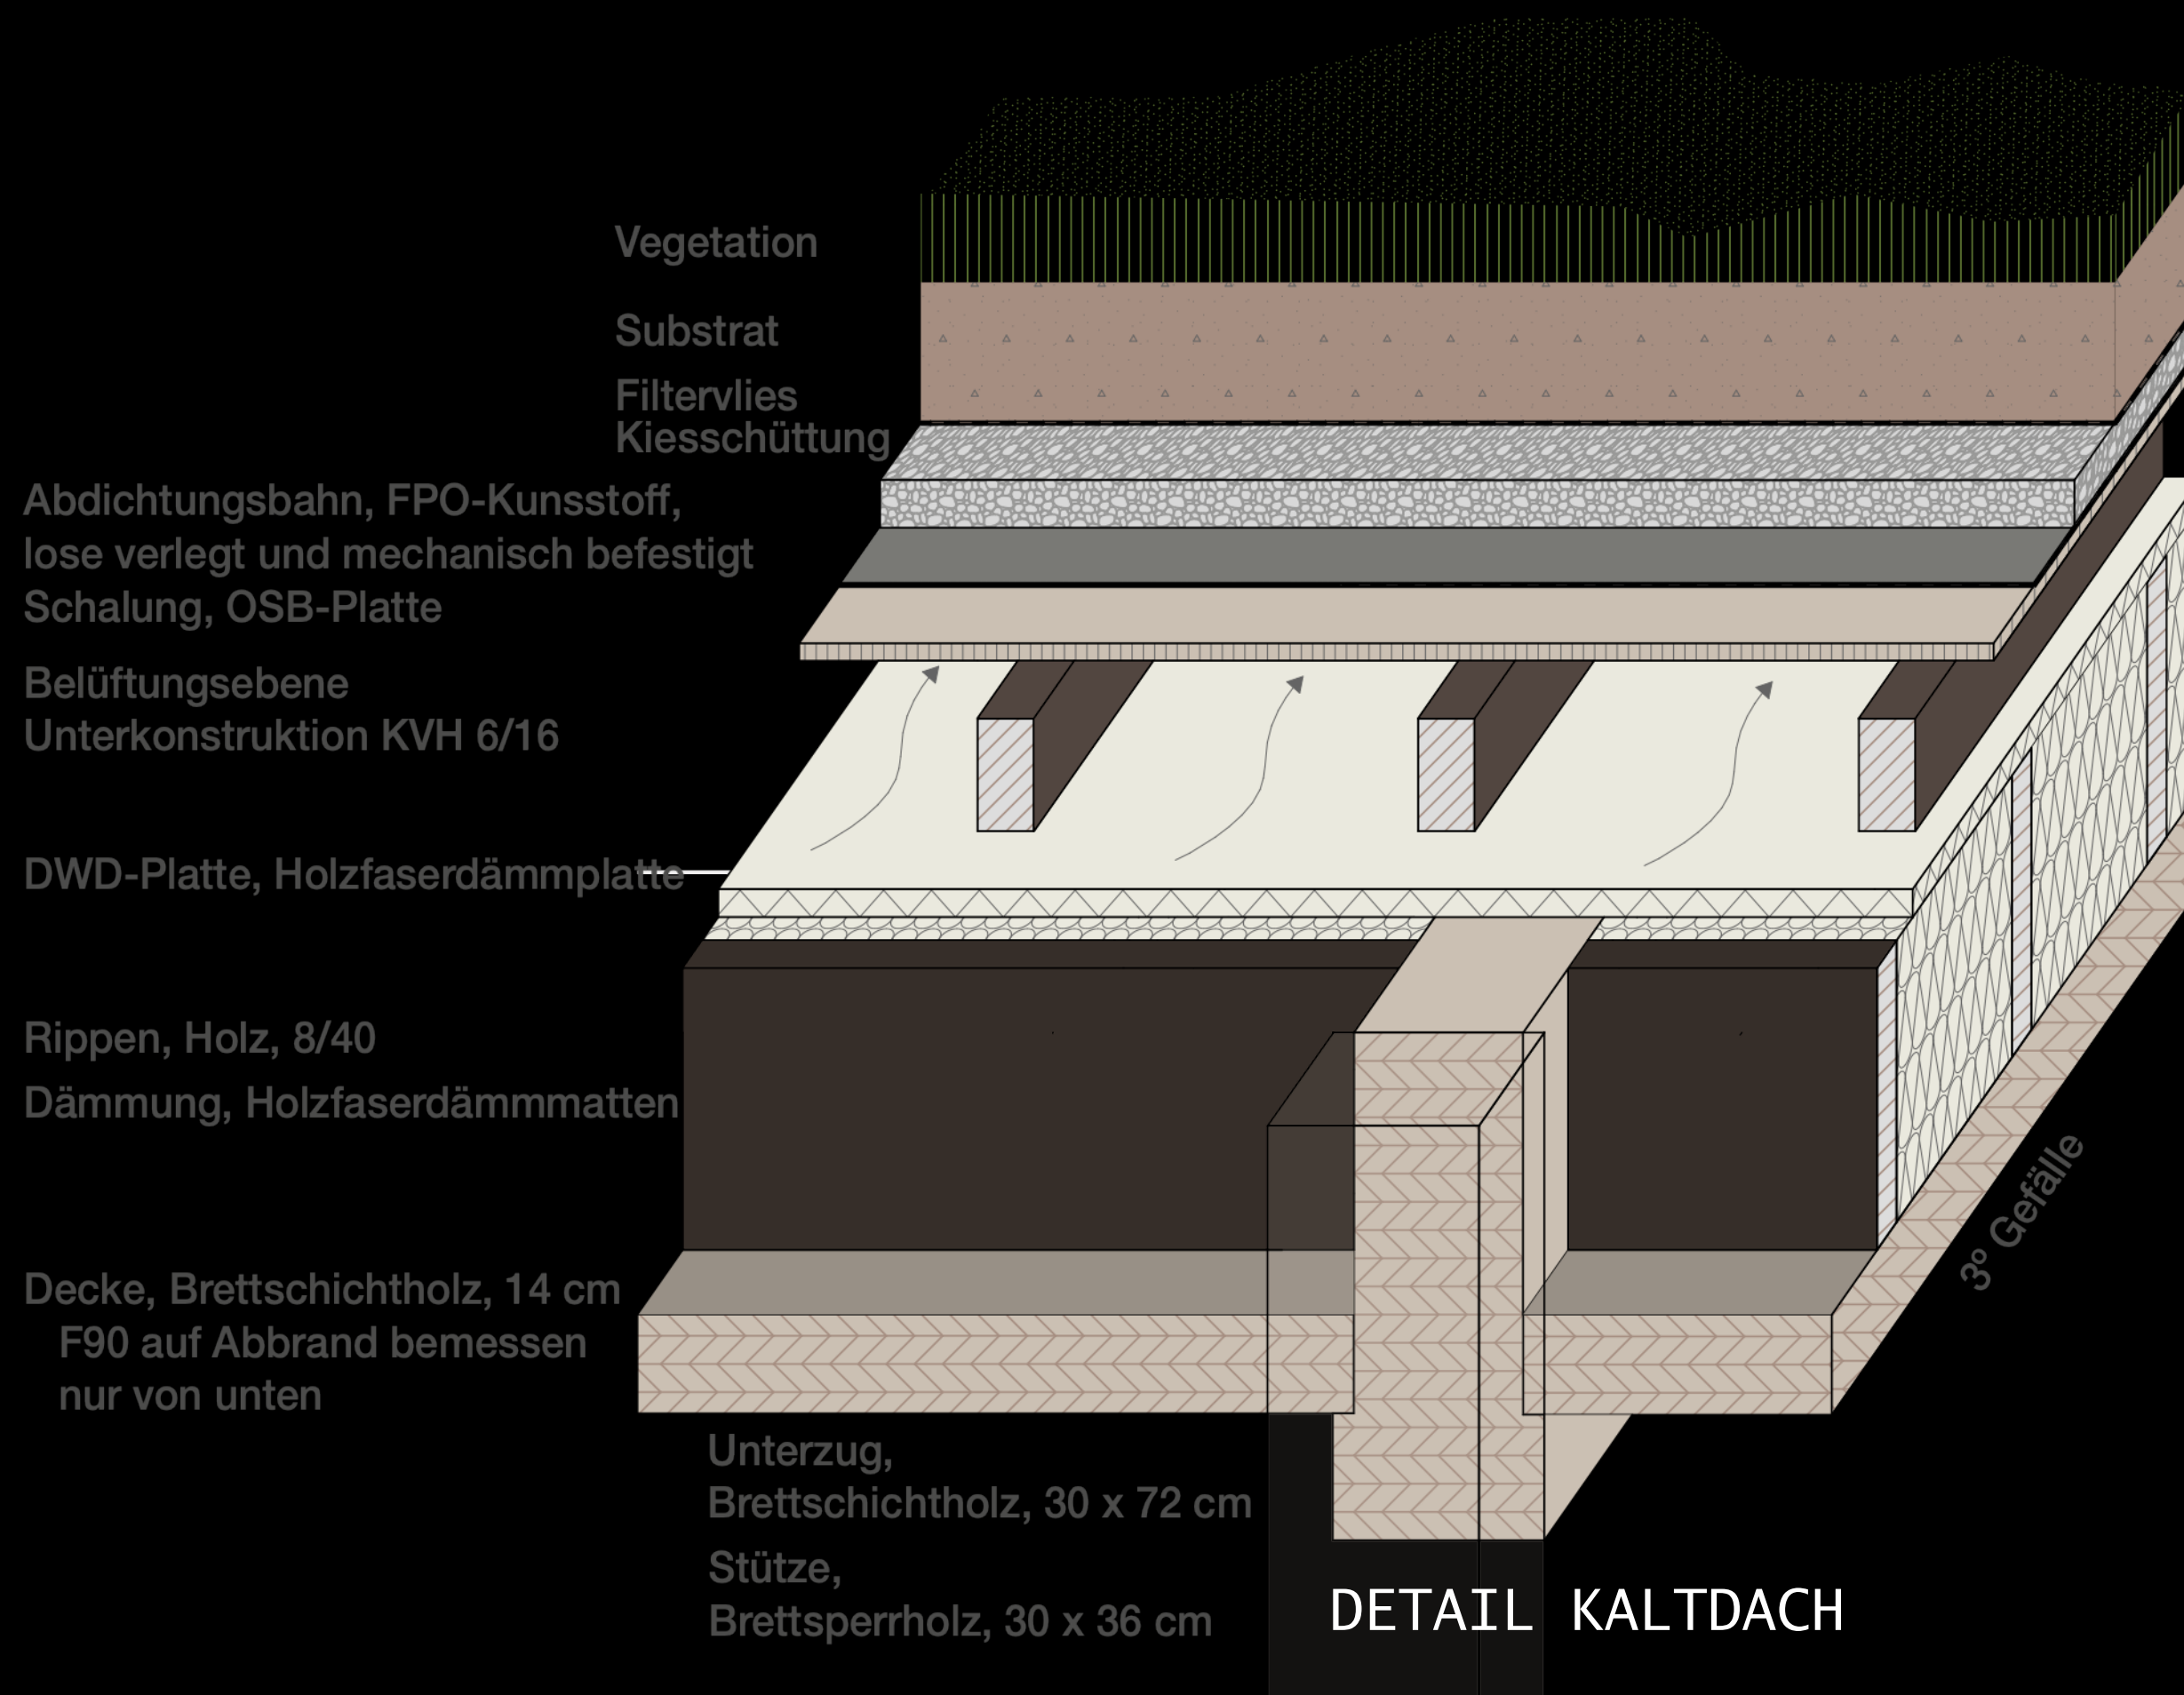 Vegetation
Substrat
Filtervlies
Kiesschüttung
Abdichtungsbahn, FPO-Kunsstoff,
lose verlegt und mechanisch befestigt
Schalung, OSB-Platte
Belüftungsebene
Unterkonstruktion KVH 6/16
DWD-Platte, Holzfaserdämmplatte
Rippen, Holz, 8/40
Dämmung, Holzfaserdämmmatten
Decke, Brettschichtholz, 14 cm
F90 auf Abbrand bemessen
nur von unten
3º Gefälle
Unterzug,
Brettschichtholz, 30 x 72 cm
Stütze,
Brettsperrholz, 30 x 36 cm
DETAIL KALTDACH